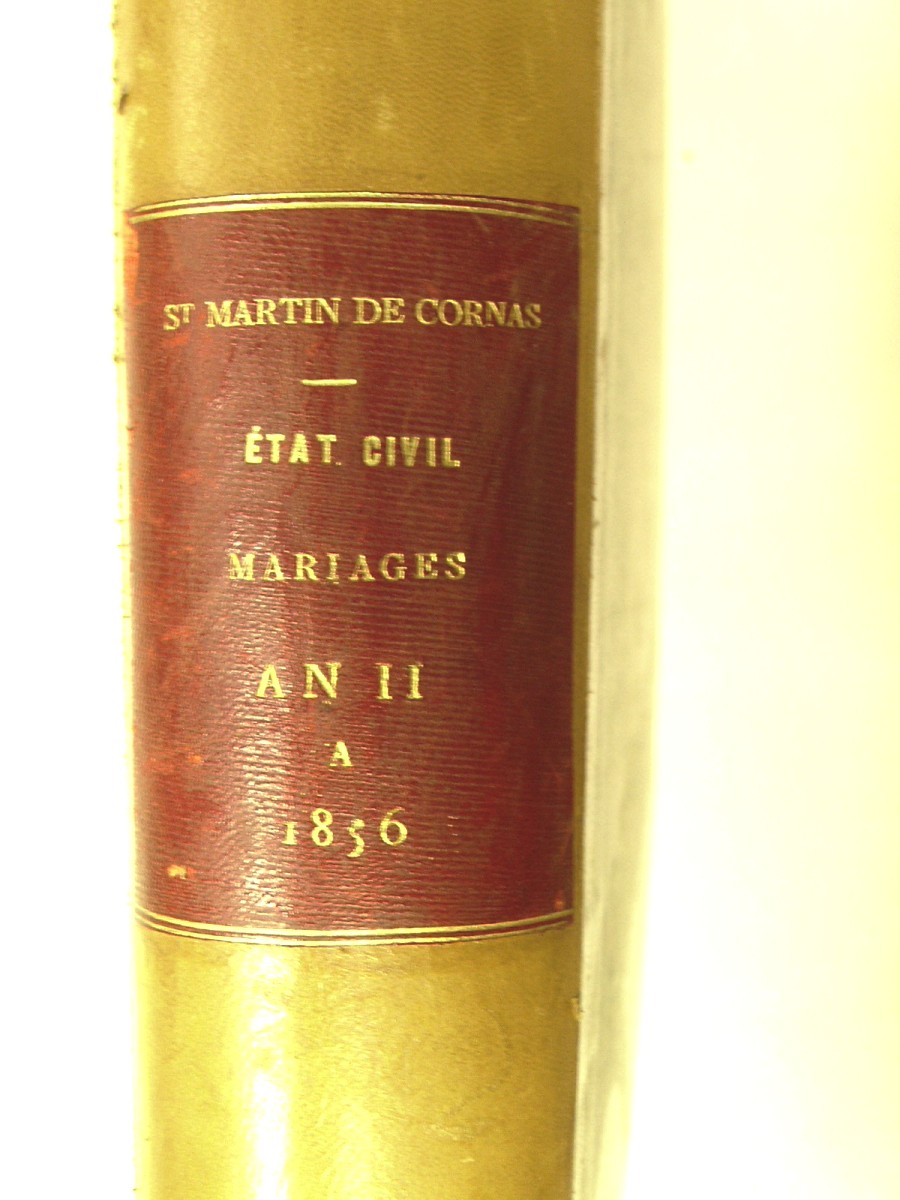 ST MARTIN DE CORNAS
ÉTAT. CIVIL
MARIAGES
AN II
A
1856